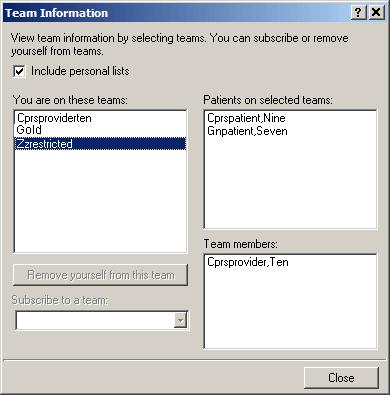 Team Information
View team information by selecting teams. You can subscribe or remove
yourself from teams.
Include personal lists
You are on these teams:
Cprsproviderten
Gold
Zzrestricted
Remove yourself from this team
Subscribe to a team:
Patients on selected teams:
Cprspatient,Nine
Gnpatient,Seven
Team members:
Cprsprovider,Ten
Close